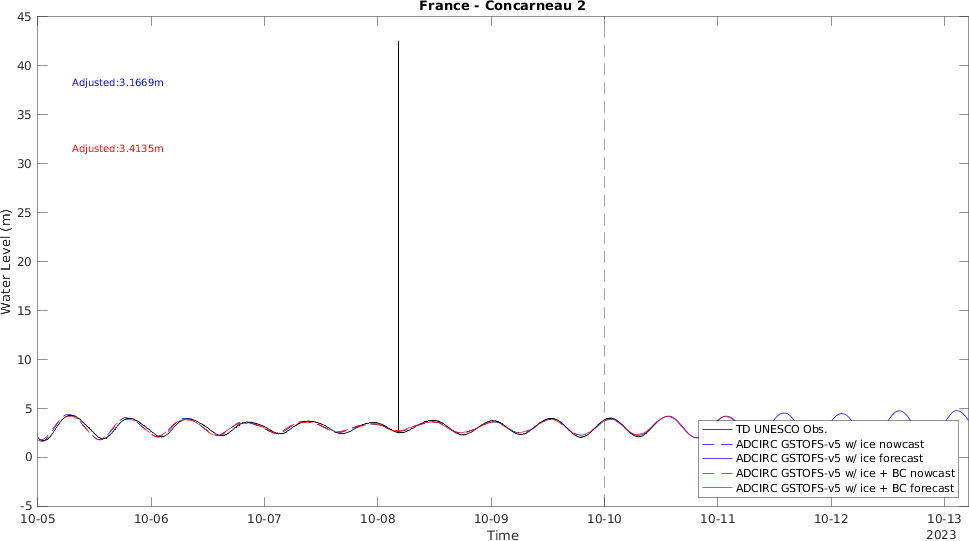 France - Concarneau 2
45
40
35
30
25
20
15
10
5
0
-5
Water Level (m)
Adjusted:3.1669m
Adjusted:3.4135m
TD UNESCO Obs.
ADCIRC GSTOFS-v5 w/ ice nowcast
ADCIRC GSTOFS-v5 w/ ice forecast
ADCIRC GSTOFS-v5 w/ ice + BC nowcast
ADCIRC GSTOFS-v5 w/ ice + BC forecast
10-05 10-06 10-07 10-08 10-09 10-10 10-11 10-12 10-13
Time
2023